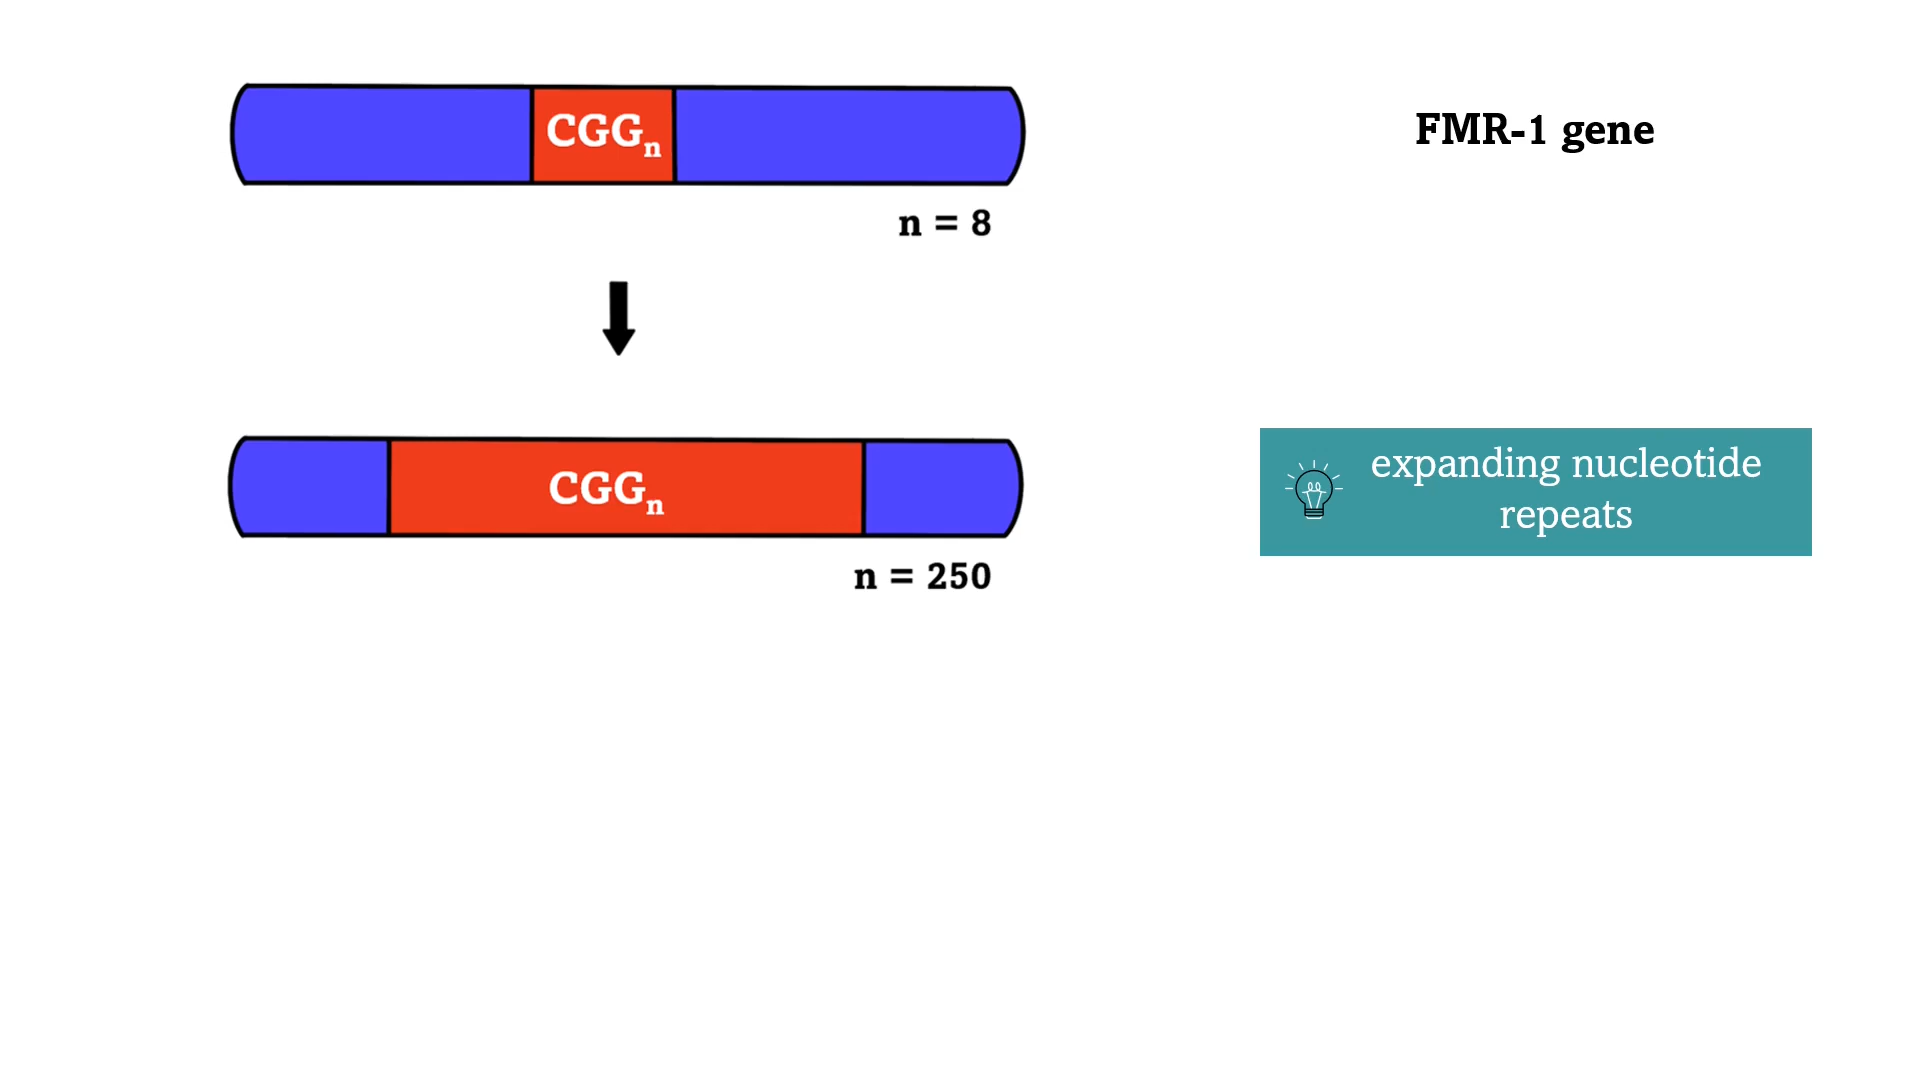 CGGn
FMR-1 gene
n = 8
expanding nucleotide
repeats
CGGn
n = 250